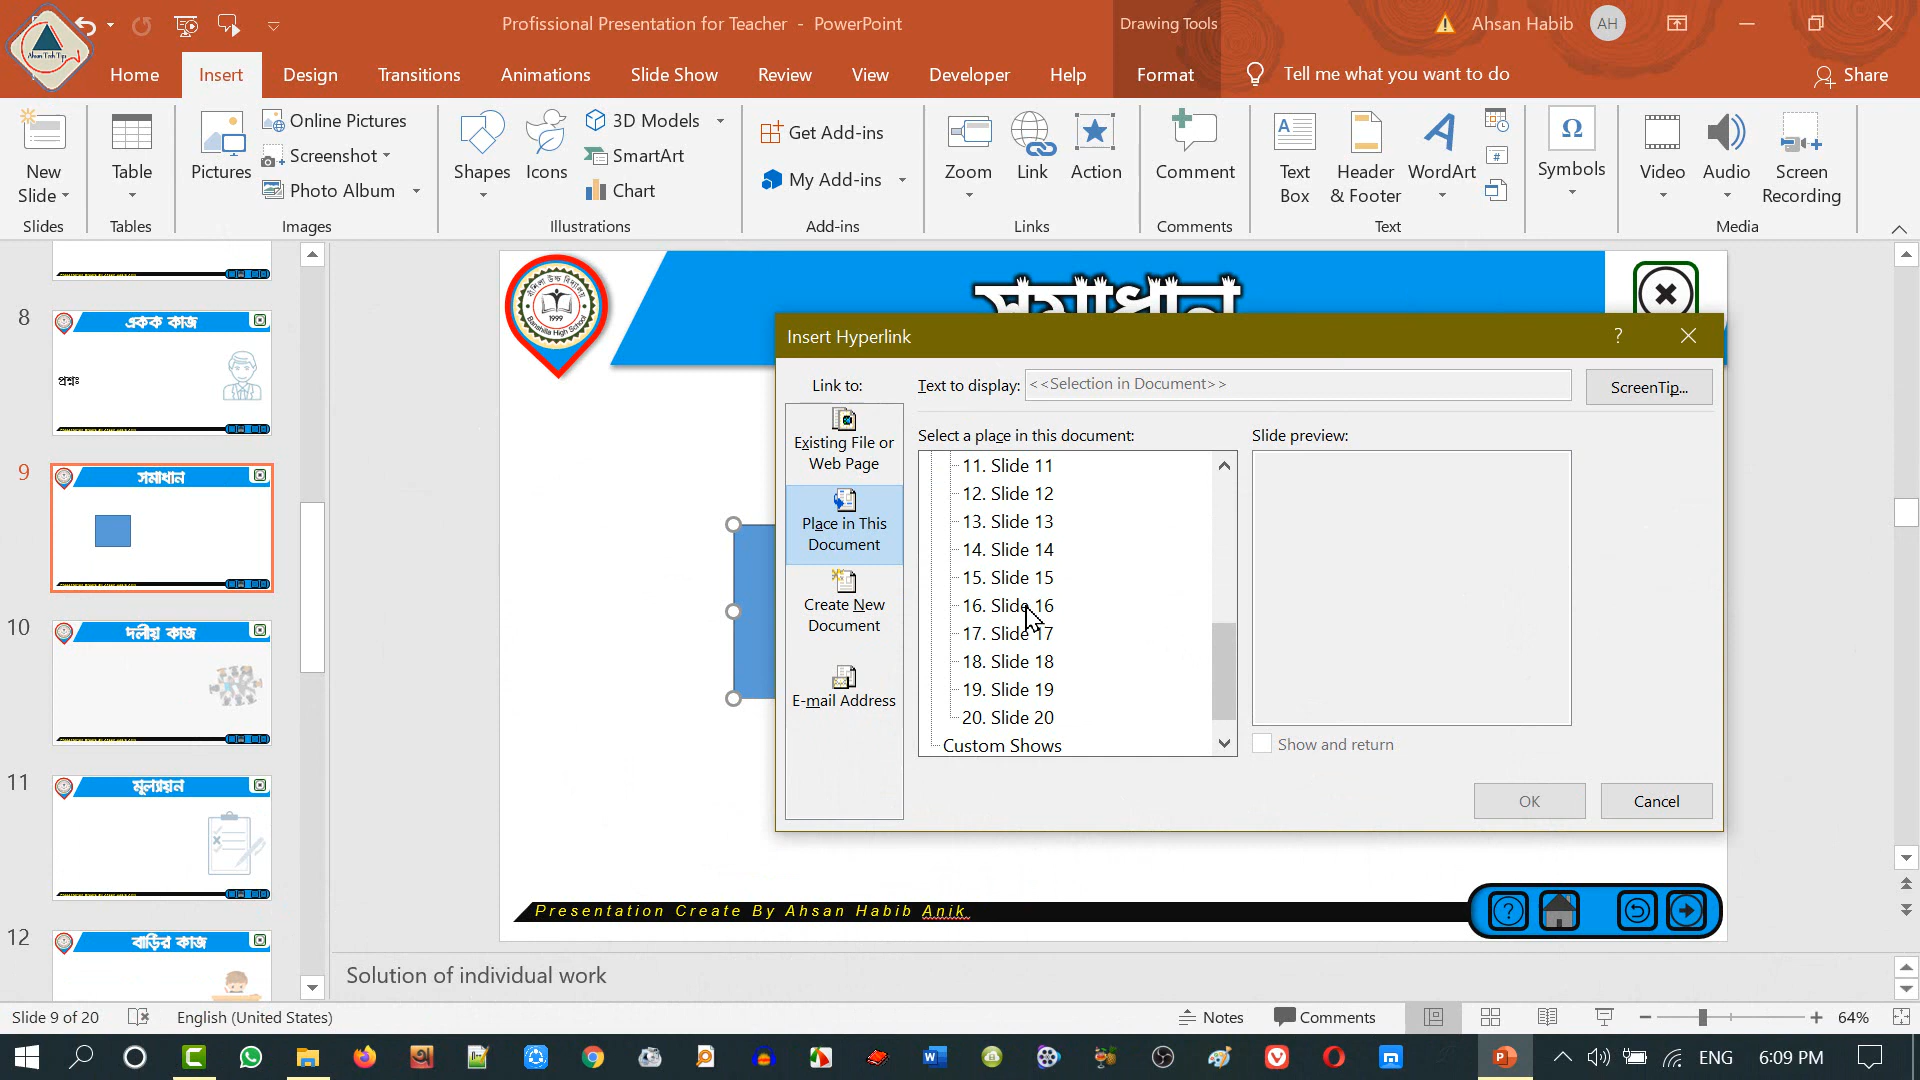 Profissional Presentation for Teacher - PowerPoint
Drawing Tools
Ahsan Habib
AH
Home
Insert
Design
Transitions
Animations
Slide Show
Review
View
Developer
Help
Format
Tell me what you want to do
Share
New Slide
Table
Pictures
Online Pictures
Screenshot
Photo Album
Shapes
Icons
3D Models
SmartArt
Chart
Get Add-ins
My Add-ins
Zoom
Link
Action
Comment
Text Box
Header & Footer
WordArt
Symbols
Video
Audio
Screen Recording
Slides
Tables
Images
Illustrations
Add-ins
Links
Comments
Text
Media
8
একক কাজ
প্রশ্নঃ
9
সমাধান
10
দলীয় কাজ
11
মূল্যায়ন
12
বাড়ির কাজ
সমাধান
1999
Banshilla High School
Insert Hyperlink
?
Link to:
Text to display:
<<Selection in Document>>
ScreenTip...
Existing File or
Web Page
Place in This
Document
Create New
Document
E-mail Address
Select a place in this document:
Slide preview:
11. Slide 11
12. Slide 12
13. Slide 13
14. Slide 14
15. Slide 15
16. Slide 16
17. Slide 17
18. Slide 18
19. Slide 19
20. Slide 20
Custom Shows
Show and return
OK
Cancel
Presentation Create By Ahsan Habib Anik
Solution of individual work
Slide 9 of 20
English (United States)
Notes
Comments
64%
ENG
6:09 PM